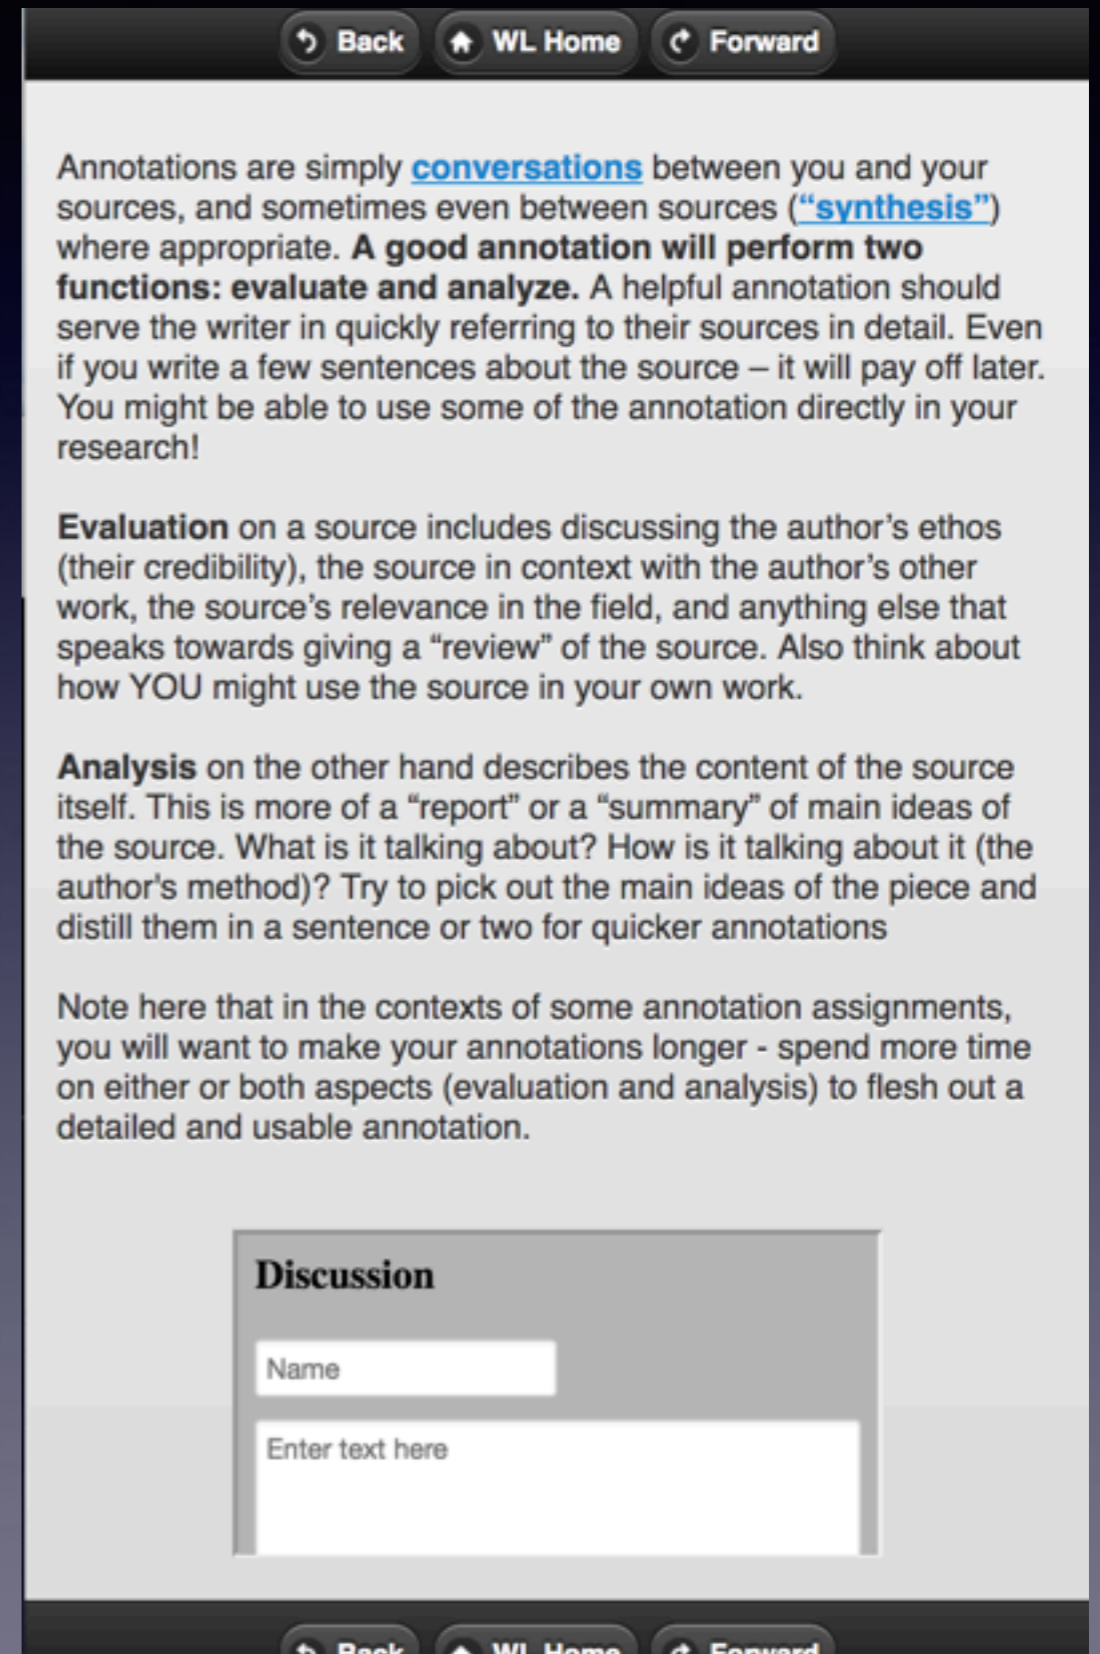 Back WL Home Forward
Annotations are simply conversations between you and your
sources, and sometimes even between sources (“synthesis”)
where appropriate. A good annotation will perform two
functions: evaluate and analyze. A helpful annotation should
serve the writer in quickly referring to their sources in detail. Even
if you write a few sentences about the source – it will pay off later.
You might be able to use some of the annotation directly in your
research!
Evaluation on a source includes discussing the author’s ethos
(their credibility), the source in context with the author’s other
work, the source’s relevance in the field, and anything else that
speaks towards giving a “review” of the source. Also think about
how YOU might use the source in your own work.
Analysis on the other hand describes the content of the source
itself. This is more of a “report” or a “summary” of main ideas of
the source. What is it talking about? How is it talking about it (the
author's method)? Try to pick out the main ideas of the piece and
distill them in a sentence or two for quicker annotations
Note here that in the contexts of some annotation assignments,
you will want to make your annotations longer - spend more time
on either or both aspects (evaluation and analysis) to flesh out a
detailed and usable annotation.
Discussion
Name
Enter text here
Back WL Home Forward